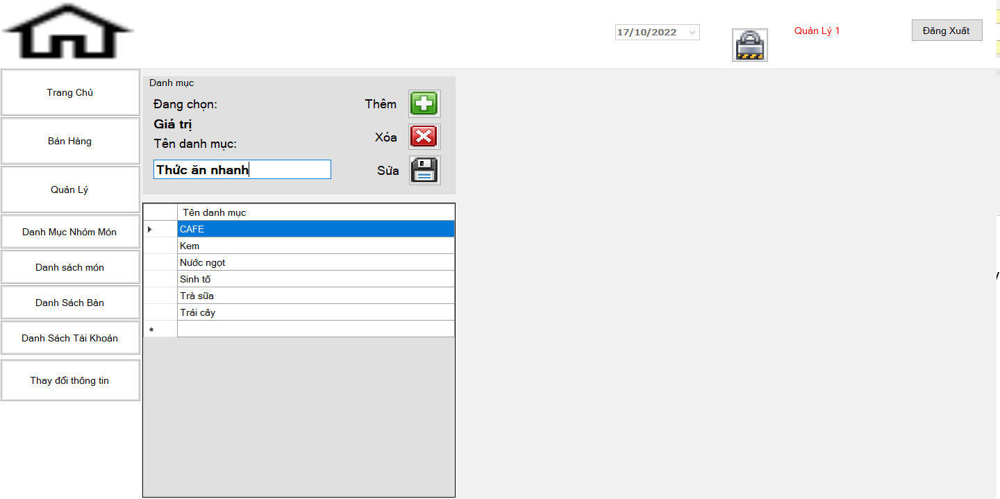 17/10/2022
Quản Lý 1
Đăng Xuất
Trang Chủ
Bán Hàng
Quản Lý
Danh Mục Nhóm Món
Danh sách món
Danh Sách Bàn
Danh Sách Tài Khoản
Thay đổi thông tin
Danh mục
Đang chọn:
Giá trị
Tên danh mục:
Thức ăn nhanh
Thêm
Xóa
Sửa
Tên danh mục
CAFE
Kem
Nước ngọt
Sinh tố
Trà sữa
Trái cây